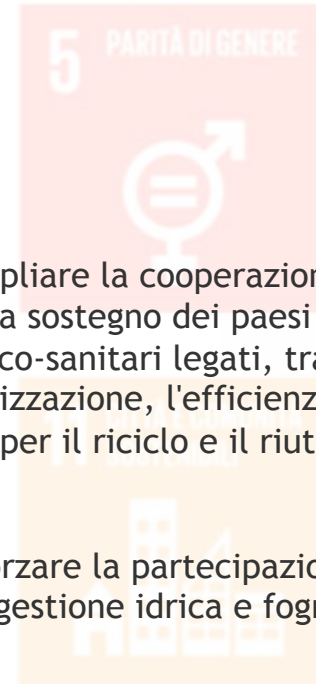 5 PARITÀ DI GENERE
pliare la cooperazion
a sostegno dei paesi
co-sanitari legati, tra
izzazione, l'efficienz
per il riciclo e il riut
orzare la partecipazio
gestione idrica e fogn